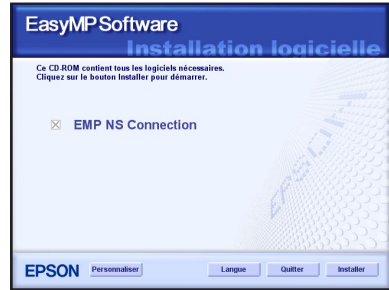 EasyMP Software
Installation logicielle
Ce CD-ROM contient tous les logiciels nécessaires.
Cliquez sur le bouton Installer pour démarrer.
EMP NS Connection
EPSON
EPSON
Personnaliser
Langue
Quitter
Installer